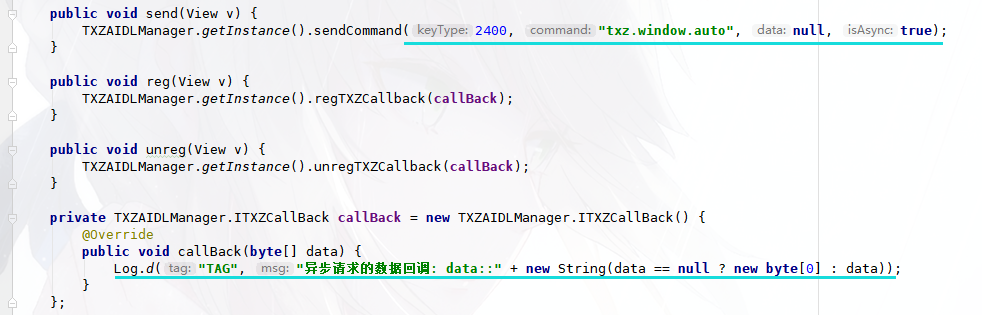 public void send(View v) {
TXZAIDLManager.getInstance().sendCommand( keyType: 2400, command: "txz.window.auto", data: null, isAsync: true);
}
public void reg(View v) {
TXZAIDLManager.getInstance().regTXZCallback(callBack);
}
public void unreg(View v) {
TXZAIDLManager.getInstance().unregTXZCallback(callBack);
}
private TXZAIDLManager.ITXZCallBack callBack = new TXZAIDLManager.ITXZCallBack() {
@Override
public void callBack(byte[] data) {
Log.d( tag: "TAG", msg: "异步请求的数据回调: data::" + new String(data == null ? new byte[0] : data));
}
};